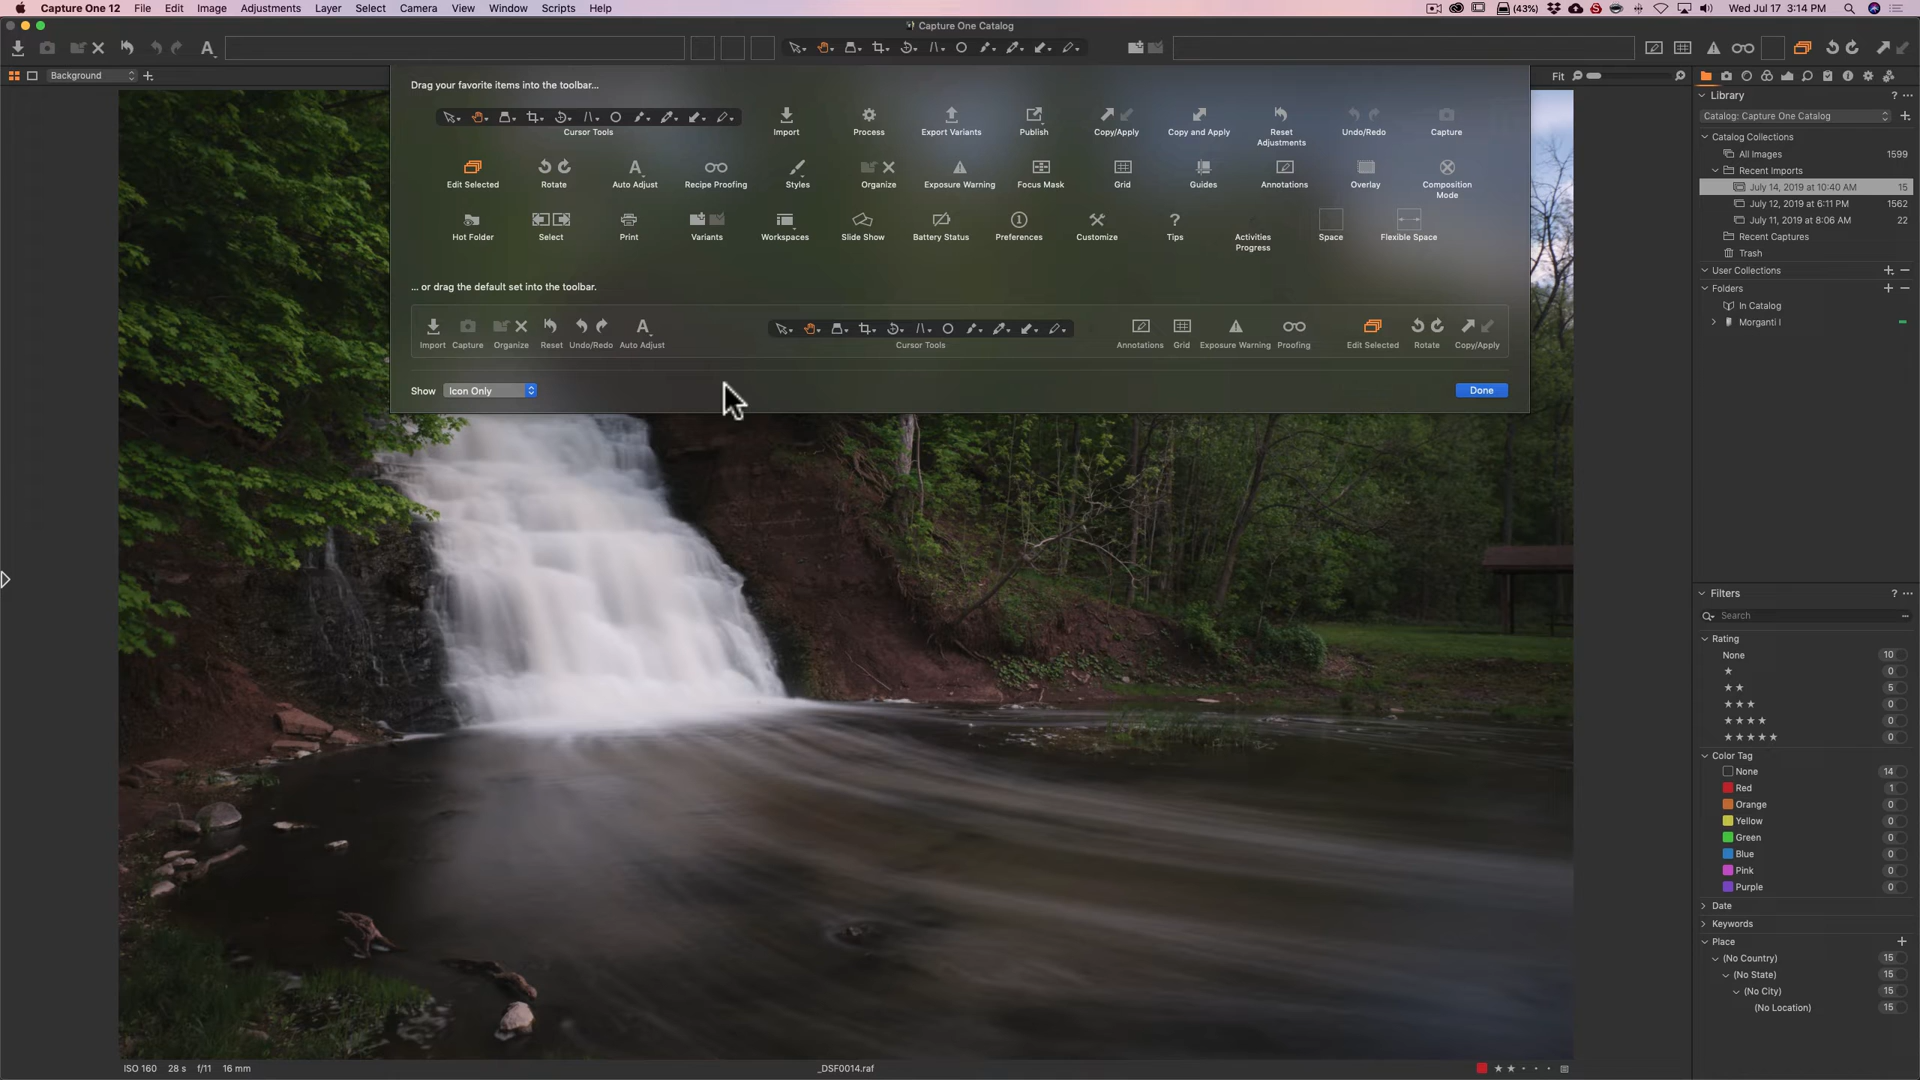 Capture One 12 File Edit Image Adjustments Layer Select Camera View Window Scripts Help (43%) Wed Jul 17 3:14 PM
Capture One Catalog
Background Fit
Drag your favorite items into the toolbar...
Cursor Tools Import Process Export Variants Publish Copy/Apply Copy and Apply Reset Adjustments Undo/Redo Capture
Edit Selected Rotate Auto Adjust Recipe Proofing Styles Organize Exposure Warning Focus Mask Grid Guides Annotations Overlay Composition Mode
Hot Folder Select Print Variants Workspaces Slide Show Battery Status Preferences Customize Tips Activities Progress Space Flexible Space
... or drag the default set into the toolbar.
Import Capture Organize Reset Undo/Redo Auto Adjust Cursor Tools Annotations Grid Exposure Warning Proofing Edit Selected Rotate Copy/Apply
Show Icon Only Done
Library ? ...
Catalog: Capture One Catalog
Catalog Collections
All Images 1599
Recent Imports
July 14, 2019 at 10:40 AM 15
July 12, 2019 at 6:11 PM 1562
July 11, 2019 at 8:06 AM 22
Recent Captures
Trash
User Collections
Folders
In Catalog
Morganti I
Filters ? ...
Search
Rating
None 10
★ 0
★★ 5
★★★ 0
★★★★ 0
★★★★★ 0
Color Tag
None 14
Red 1
Orange 0
Yellow 0
Green 0
Blue 0
Pink 0
Purple 0
Date
Keywords
Place
(No Country) 15
(No State) 15
(No City) 15
(No Location) 15
ISO 160 28 s f/11 16 mm _DSF0014.raf